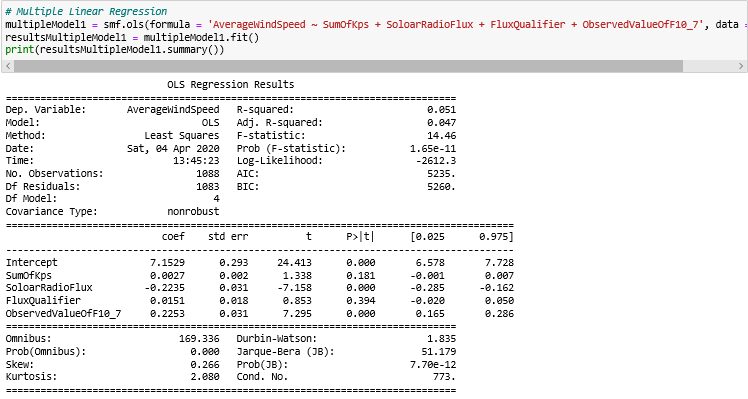 # Multiple Linear Regression
multipleModel1 = smf.ols(formula = 'AverageWindSpeed ~ SumOfKps + SoloarRadioFlux + FluxQualifier + ObservedValueOfF10_7', data =
resultsMultipleModel1 = multipleModel1.fit()
print(resultsMultipleModel1.summary())
OLS Regression Results
==============================================================================
Dep. Variable: AverageWindSpeed R-squared: 0.051
Model: OLS Adj. R-squared: 0.047
Method: Least Squares F-statistic: 14.46
Date: Sat, 04 Apr 2020 Prob (F-statistic): 1.65e-11
Time: 13:45:23 Log-Likelihood: -2612.3
No. Observations: 1088 AIC: 5235.
Df Residuals: 1083 BIC: 5260.
Df Model: 4
Covariance Type: nonrobust
========================================================================================
coef std err t P>|t| [0.025 0.975]
----------------------------------------------------------------------------------------
Intercept 7.1529 0.293 24.413 0.000 6.578 7.728
SumOfKps 0.0027 0.002 1.338 0.181 -0.001 0.007
SoloarRadioFlux -0.2235 0.031 -7.158 0.000 -0.285 -0.162
FluxQualifier 0.0151 0.018 0.853 0.394 -0.020 0.050
ObservedValueOfF10_7 0.2253 0.031 7.295 0.000 0.165 0.286
==============================================================================
Omnibus: 169.336 Durbin-Watson: 1.835
Prob(Omnibus): 0.000 Jarque-Bera (JB): 51.179
Skew: 0.266 Prob(JB): 7.70e-12
Kurtosis: 2.080 Cond. No. 773.
==============================================================================